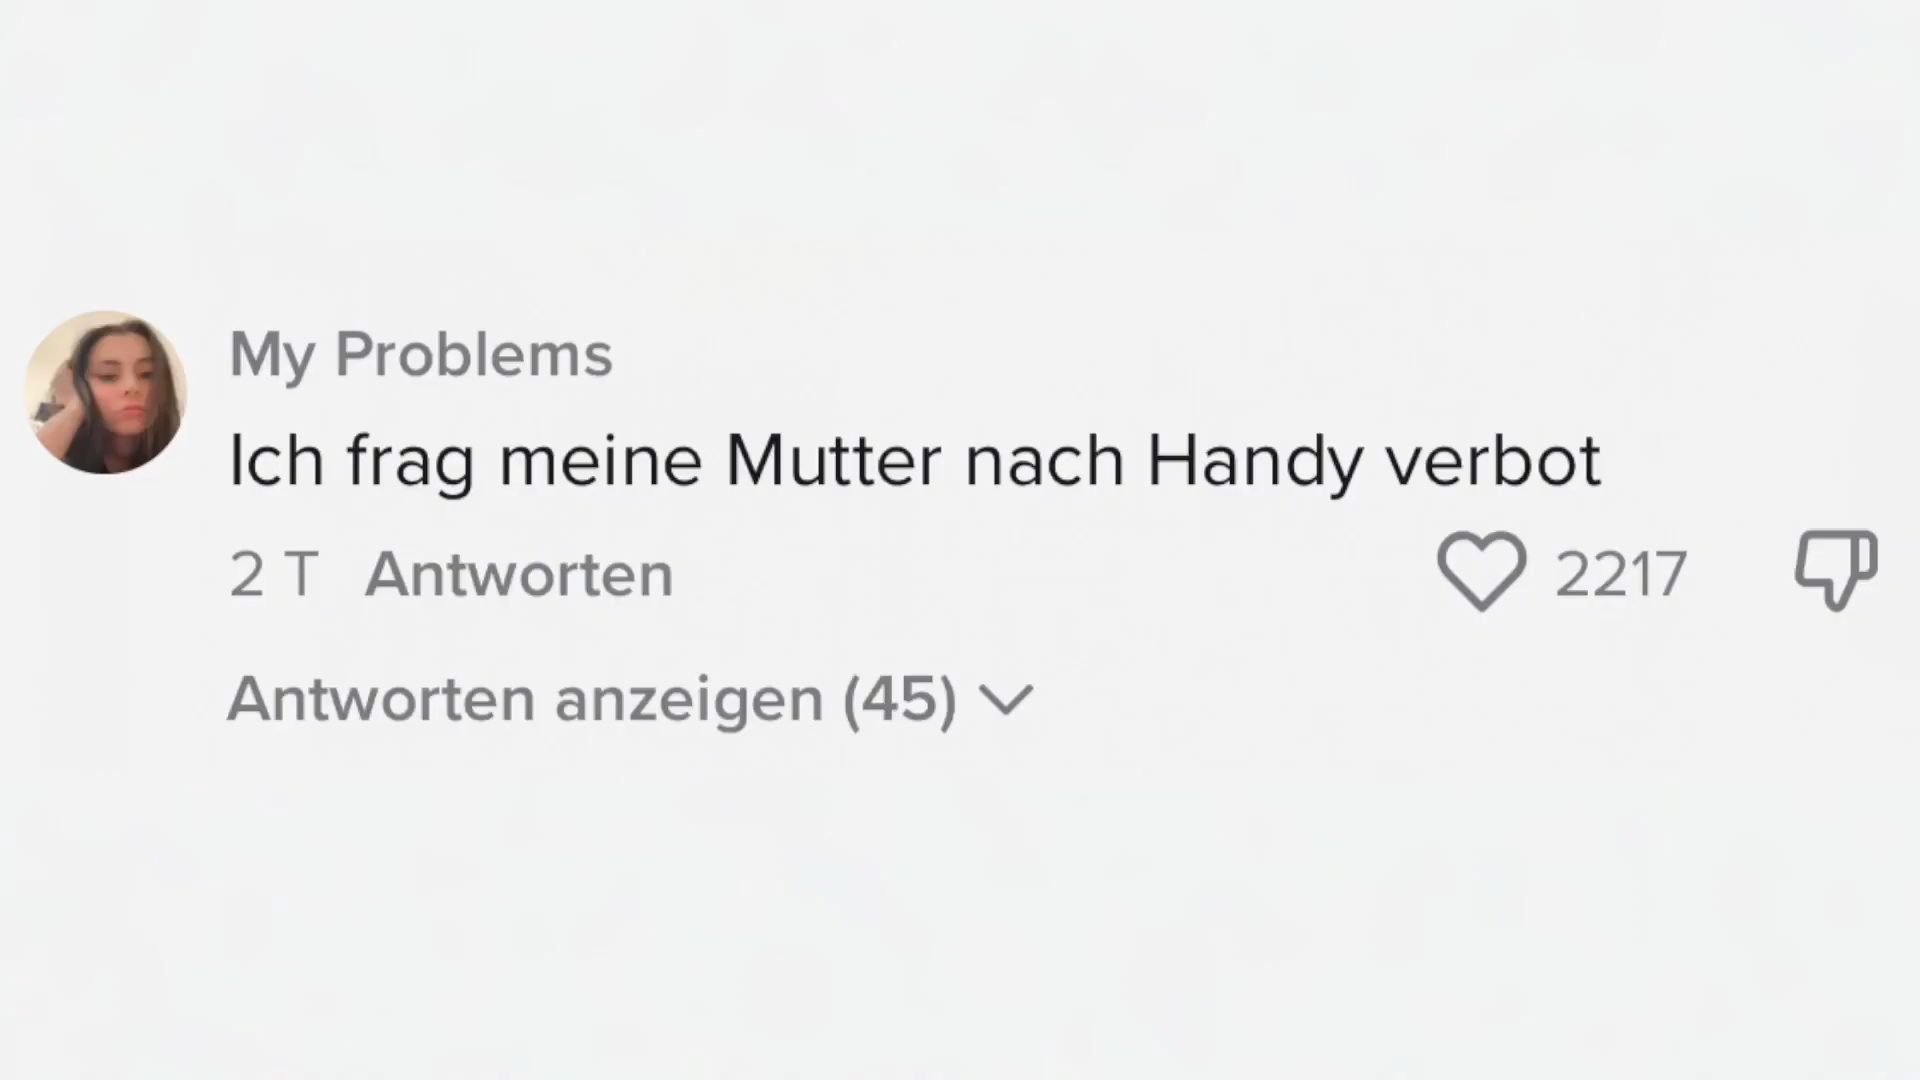 My Problems
Ich frag meine Mutter nach Handy verbot
2 T Antworten 2217
Antworten anzeigen (45)